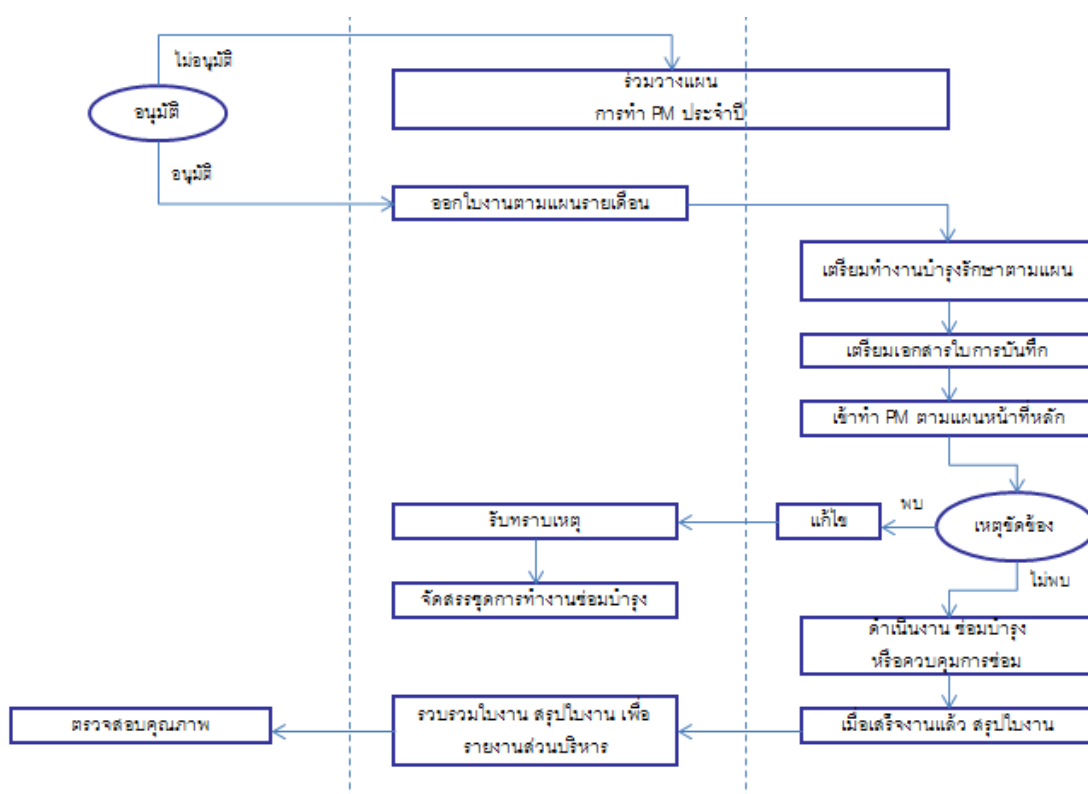 ไม่อนุมัติ
อนุมัติ
ร่วมวางแผน
การทำ PM ประจำปี
อนุมัติ
ออกใบงานตามแผนรายเดือน
เตรียมทำงานบำรุงรักษาตามแผน
เตรียมเอกสารใบการบันทึก
เข้าทำ PM ตามแผนหน้าที่หลัก
รับทราบเหตุ
แก้ไข
พบ
เหตุขัดข้อง
ไม่พบ
จัดสรรชุดการทำงานซ่อมบำรุง
ดำเนินงาน ซ่อมบำรุง
หรือควบคุมการซ่อม
ตรวจสอบคุณภาพ
รวบรวมใบงาน สรุปใบงาน เพื่อ
รายงานส่วนบริหาร
เมื่อเสร็จงานแล้ว สรุปใบงาน